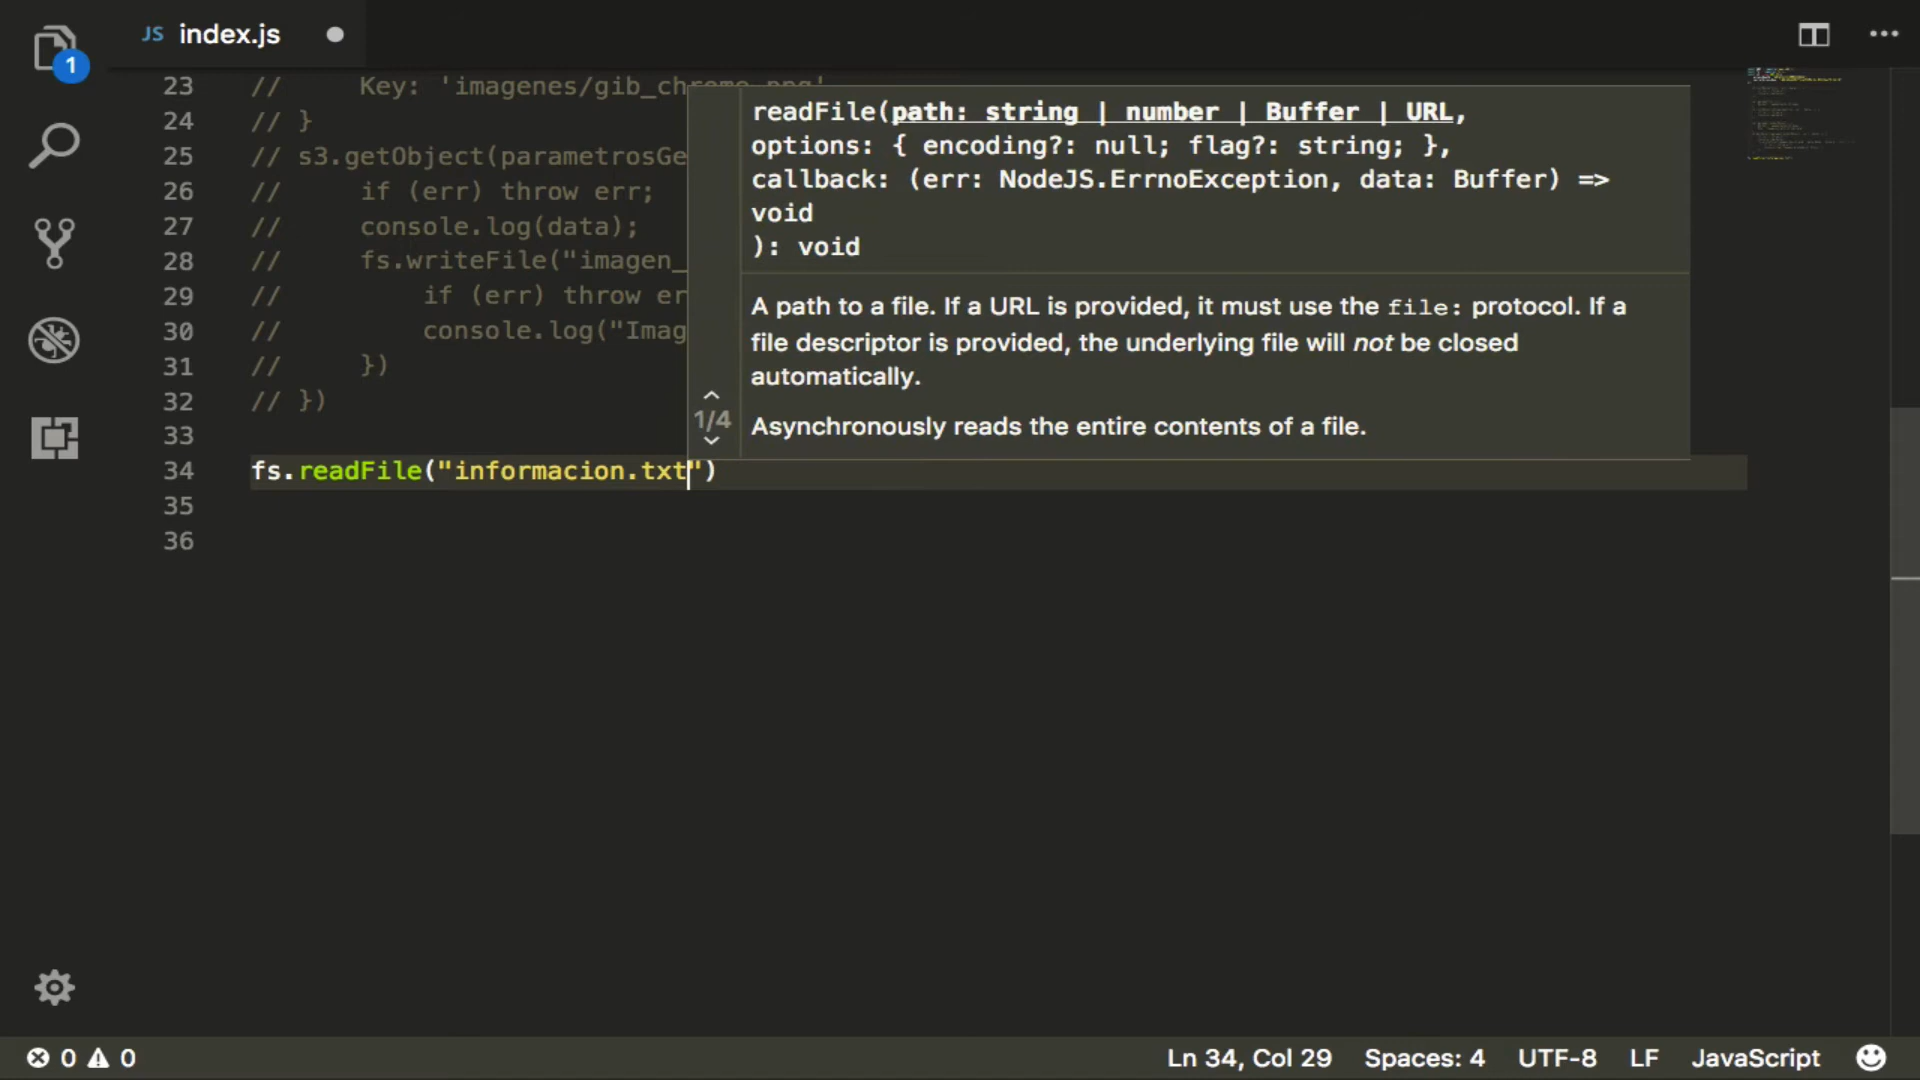 JS index.js
1
23 // Key: 'imagenes/gib_chrome.png'
24 // }
25 // s3.getObject(parametrosGe
26 // if (err) throw err;
27 // console.log(data);
28 // fs.writeFile("imagen_
29 // if (err) throw er
30 // console.log("Imag
31 // })
32 // })
33
34 fs.readFile("informacion.txt")
35
36
readFile(path: string | number | Buffer | URL,
options: { encoding?: null; flag?: string; },
callback: (err: NodeJS.ErrnoException, data: Buffer) =>
void
): void
A path to a file. If a URL is provided, it must use the file: protocol. If a
file descriptor is provided, the underlying file will not be closed
automatically.
1/4
Asynchronously reads the entire contents of a file.
0 0 Ln 34, Col 29 Spaces: 4 UTF-8 LF JavaScript